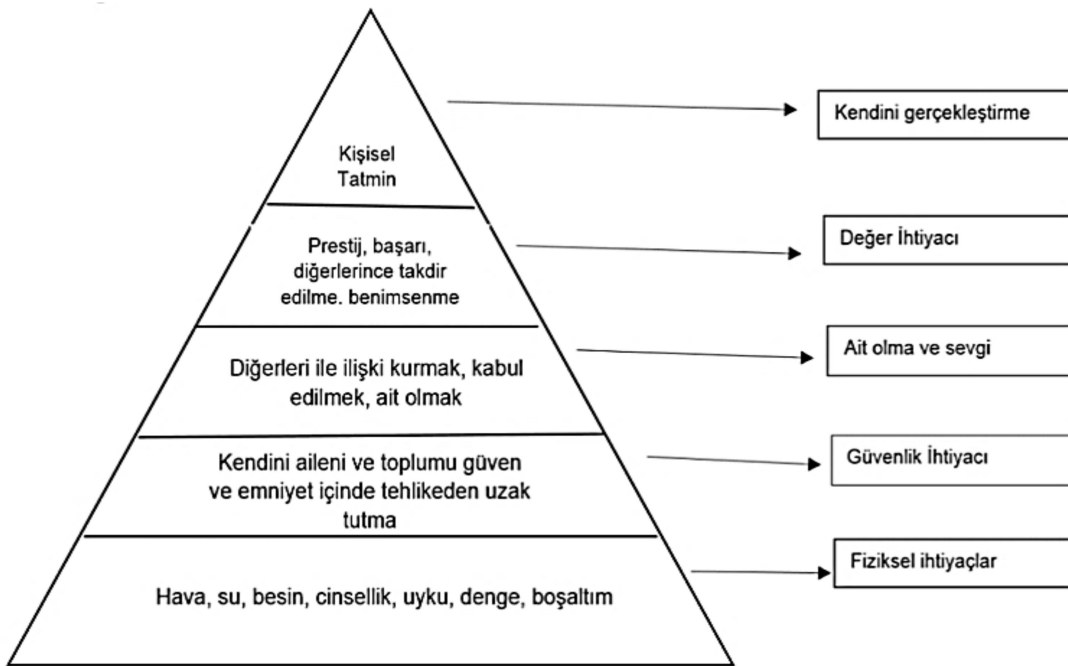 Kendini gerçekleştirme
Kişisel
Tatmin
Değer İhtiyacı
Prestij, başarı,
diğerlerince takdir
edilme. benimsenme
Ait olma ve sevgi
Diğerleri ile ilişki kurmak, kabul
edilmek, ait olmak
Güvenlik İhtiyacı
Kendini aileni ve toplumu güven
ve emniyet içinde tehlikeden uzak
tutma
Fiziksel ihtiyaçlar
Hava, su, besin, cinsellik, uyku, denge, boşaltım